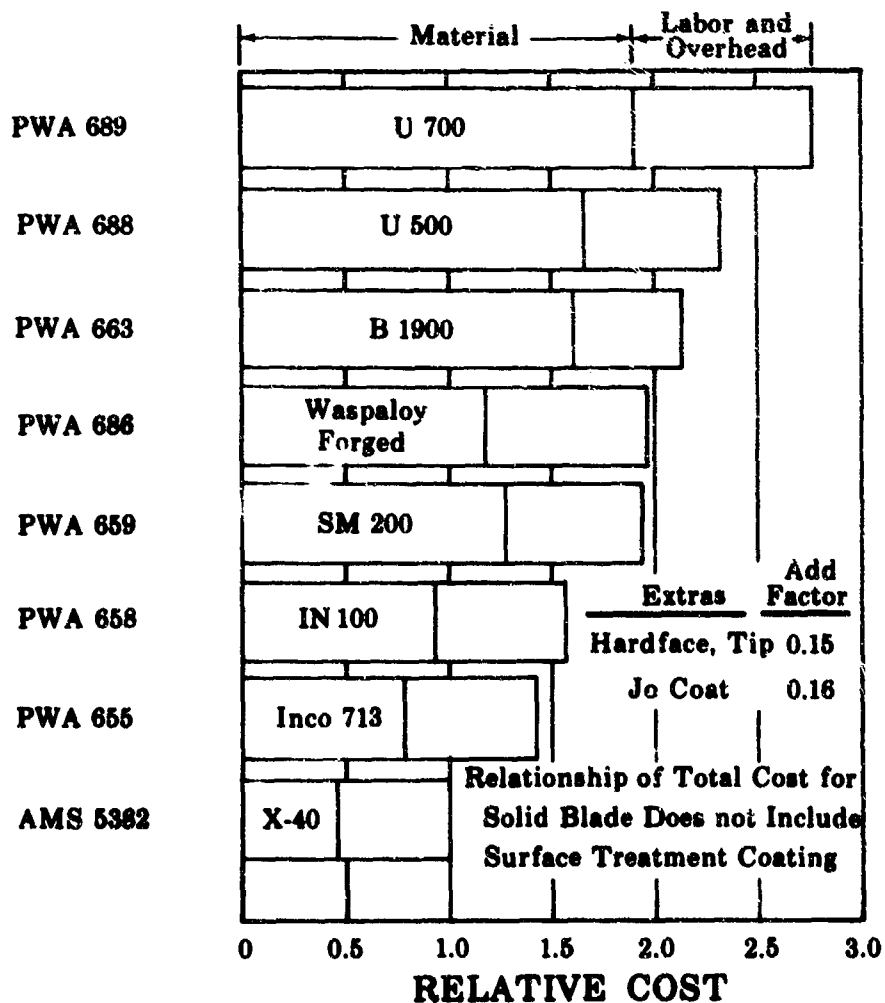 Material
Labor and
Overhead
PWA 689
U 700
PWA 688
U 500
PWA 663
B 1900
PWA 686
Waspaloy
Forged
PWA 659
SM 200
PWA 658
IN 100
Extras
Add
Factor
Hardface, Tip 0.15
PWA 655
Inco 713
Jo Coat 0.16
AMS 5382
X-40
Relationship of Total Cost for
Solid Blade Does not Include
Surface Treatment Coating
0 0.5 1.0 1.5 2.0 2.5 3.0
RELATIVE COST